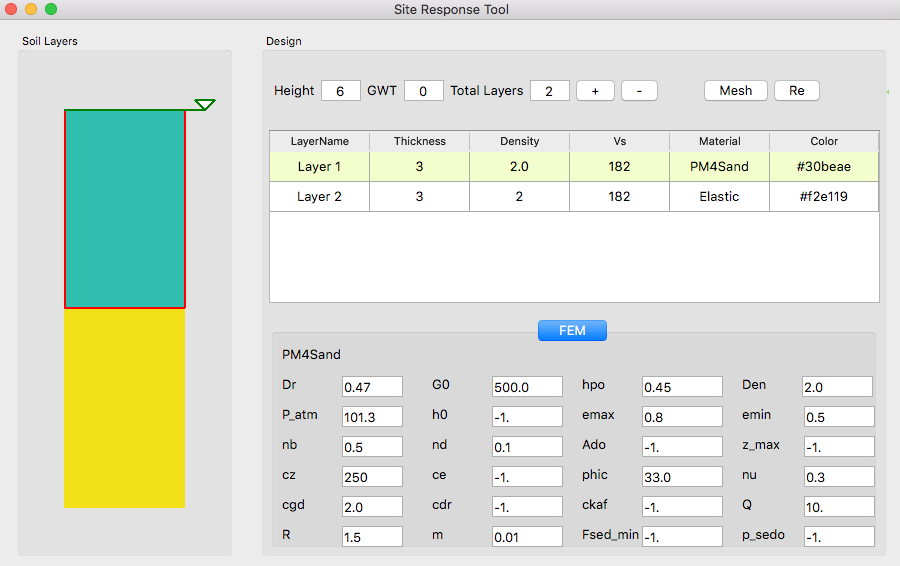 Site Response Tool
Soil Layers
Design
Height 6 GWT 0 Total Layers 2 + - Mesh Re
LayerName Thickness Density Vs Material Color
Layer 1 3 2.0 182 PM4Sand #30beae
Layer 2 3 2 182 Elastic #f2e119
FEM
PM4Sand
Dr 0.47 G0 500.0 hpo 0.45 Den 2.0
P_atm 101.3 h0 -1. emax 0.8 emin 0.5
nb 0.5 nd 0.1 Ado -1. z_max -1.
cz 250 ce -1. phic 33.0 nu 0.3
cgd 2.0 cdr -1. ckaf -1. Q 10.
R 1.5 m 0.01 Fsed_min -1. p_sedo -1.